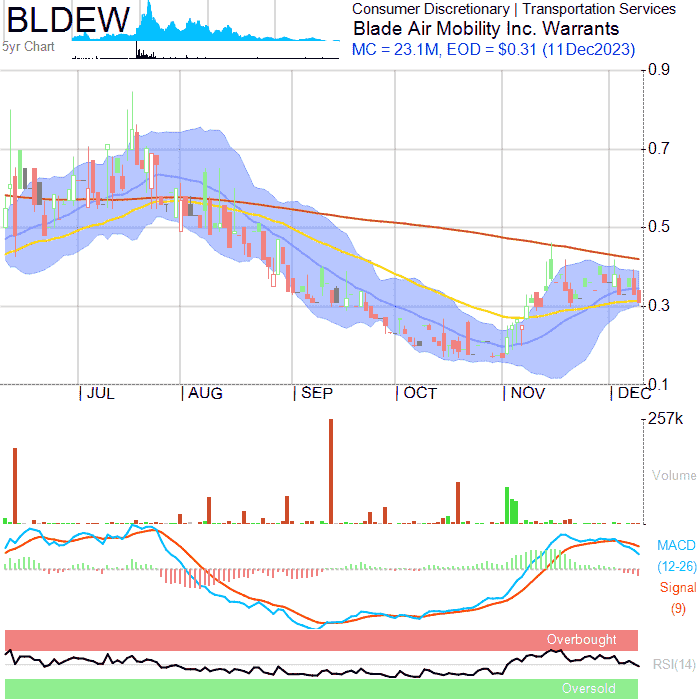 BLDEW
5yr Chart
Consumer Discretionary | Transportation Services
Blade Air Mobility Inc. Warrants
MC = 23.1M, EOD = $0.31 (11Dec2023)
0.9
0.7
0.5
0.3
0.1
| JUL | AUG | SEP | OCT | NOV | DEC
257k
Volume
MACD
(12-26)
Signal
(9)
Overbought
RSI(14)
Oversold